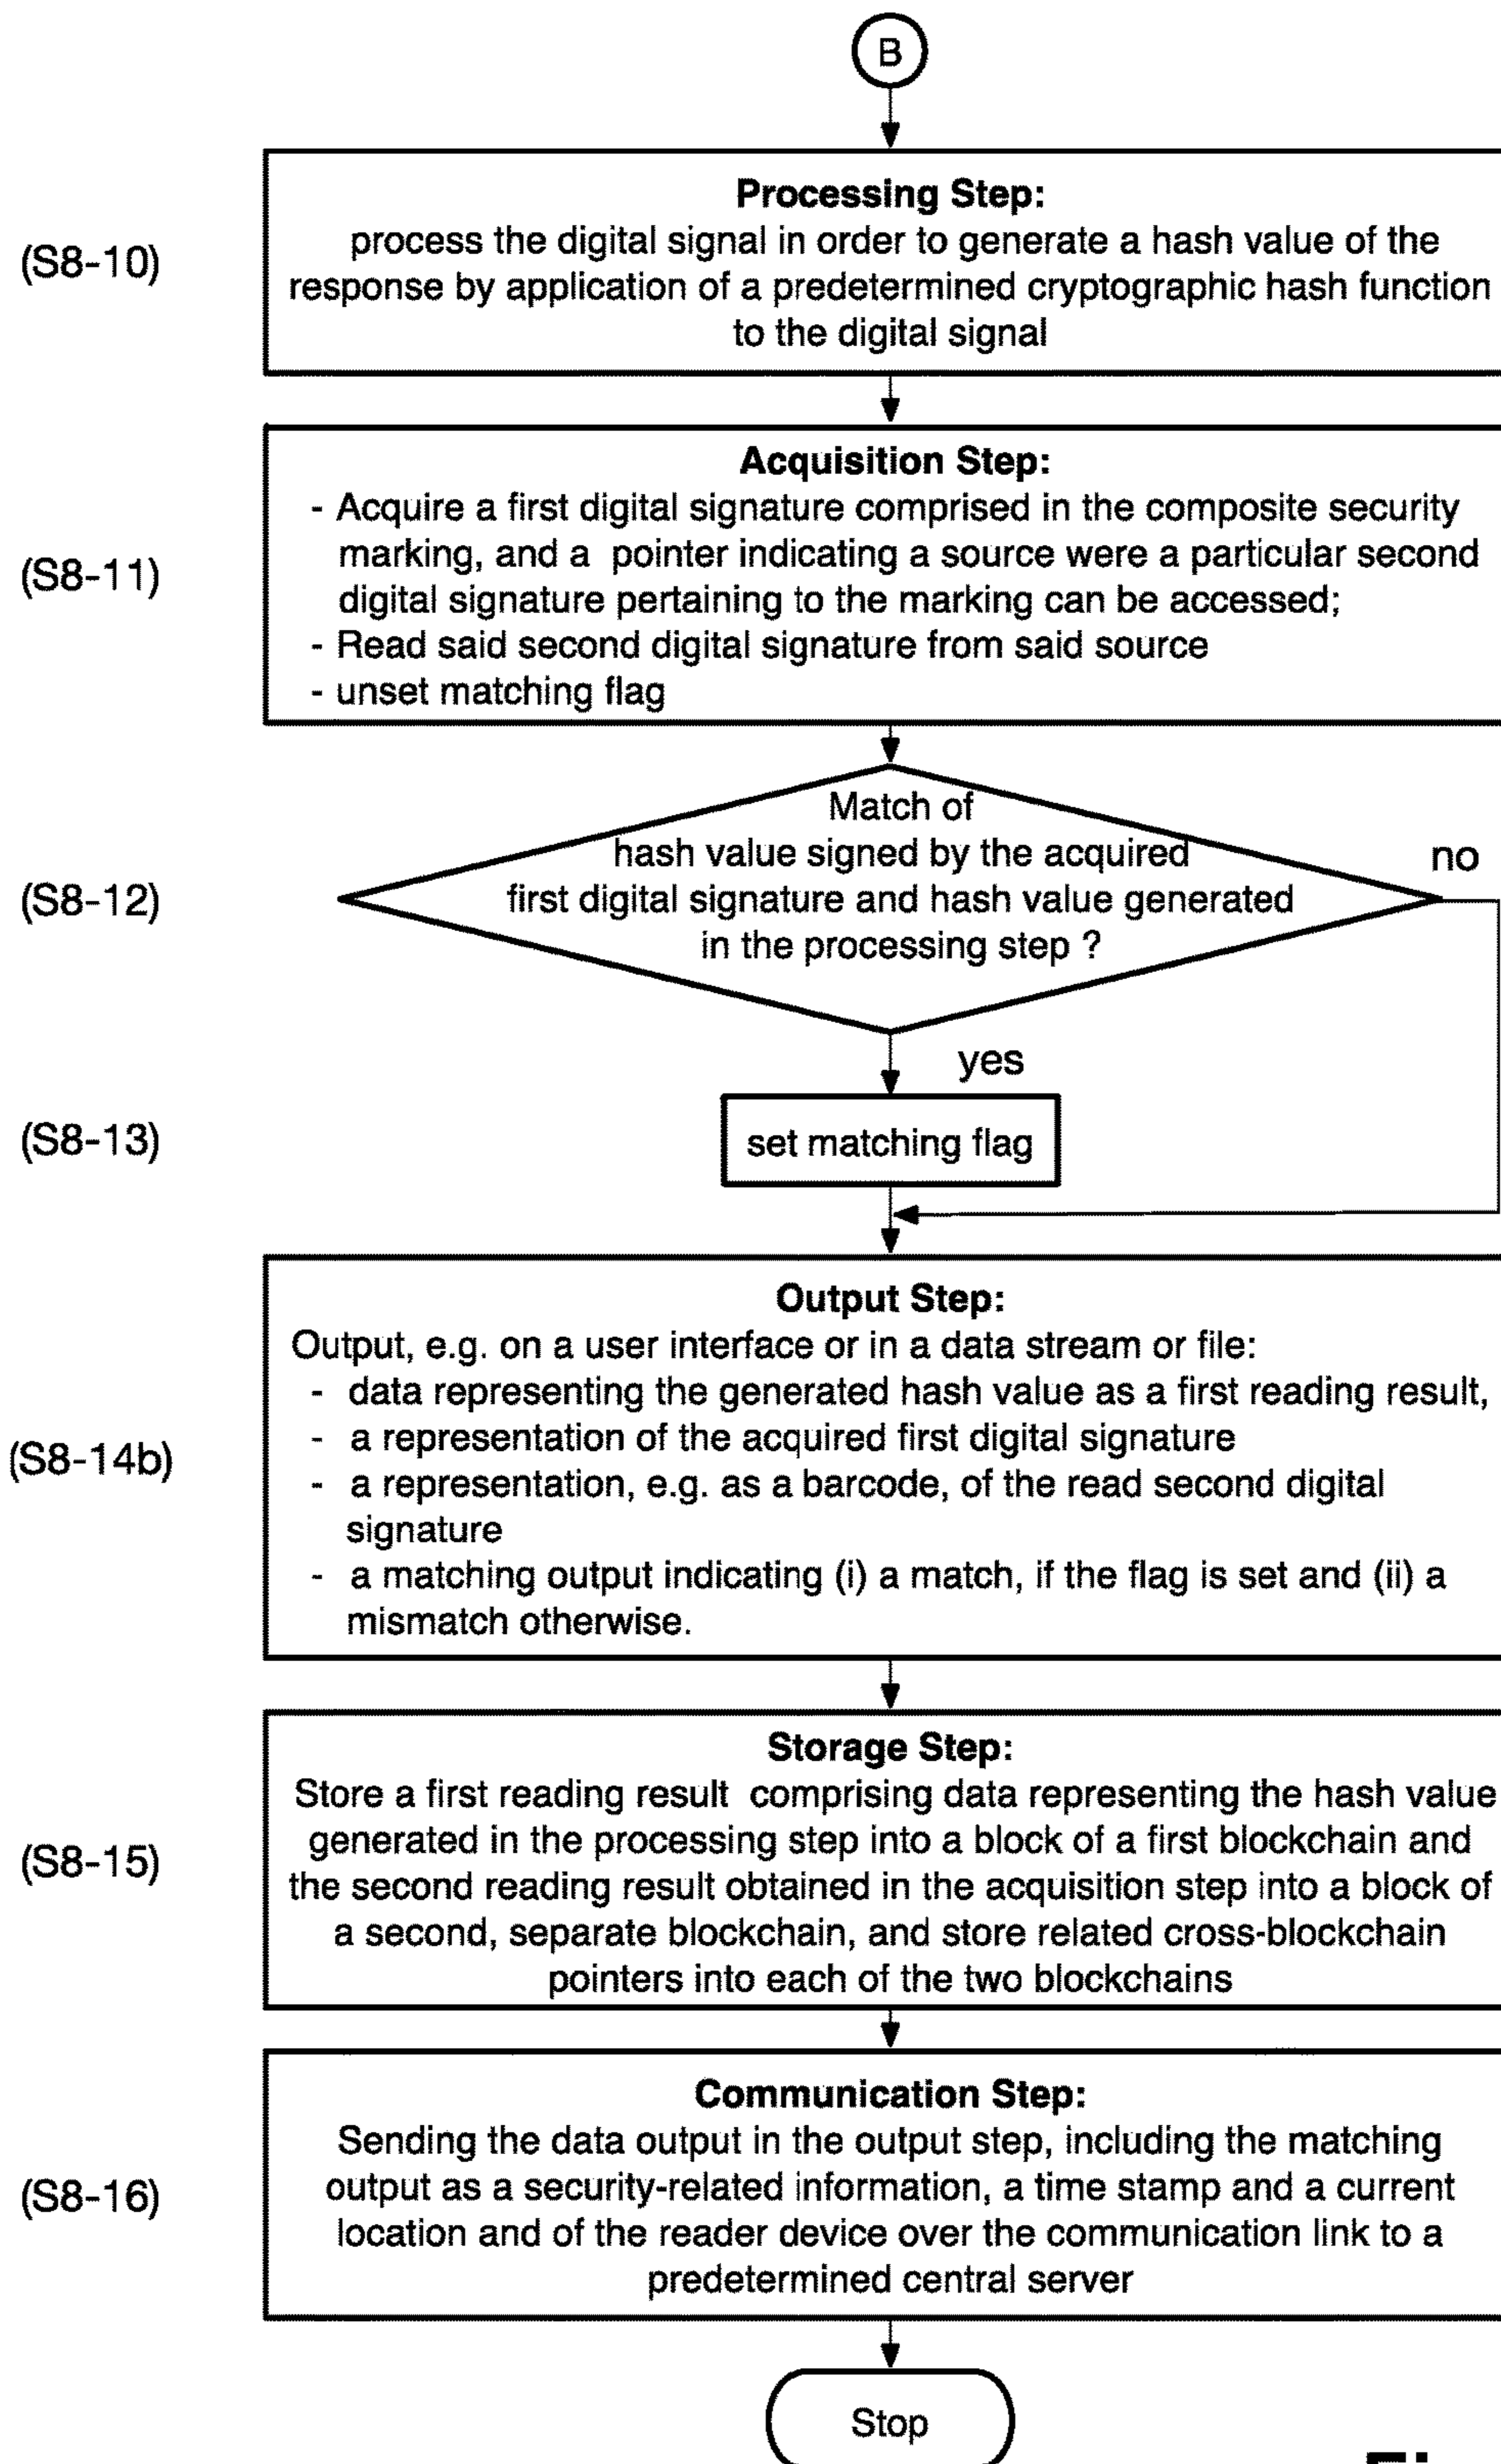 B
Processing Step:
(S8-10)
process the digital signal in order to generate a hash value of the
response by application of a predetermined cryptographic hash function
to the digital signal
Acquisition Step:
- Acquire a first digital signature comprised in the composite security
(S8-11)
marking, and a pointer indicating a source were a particular second
digital signature pertaining to the marking can be accessed;
- Read said second digital signature from said source
- unset matching flag
Match of
hash value signed by the acquired
no
(S8-12)
first digital signature and hash value generated
in the processing step ?
yes
(S8-13)
set matching flag
Output Step:
Output, e.g. on a user interface or in a data stream or file:
- data representing the generated hash value as a first reading result,
- a representation of the acquired first digital signature
(S8-14b)
- a representation, e.g. as a barcode, of the read second digital
signature
- a matching output indicating (i) a match, if the flag is set and (ii) a
mismatch otherwise.
Storage Step:
Store a first reading result comprising data representing the hash value
generated in the processing step into a block of a first blockchain and
(S8-15)
the second reading result obtained in the acquisition step into a block of
a second, separate blockchain, and store related cross-blockchain
pointers into each of the two blockchains
Communication Step:
Sending the data output in the output step, including the matching
(S8-16)
output as a security-related information, a time stamp and a current
location and of the reader device over the communication link to a
predetermined central server
Stop